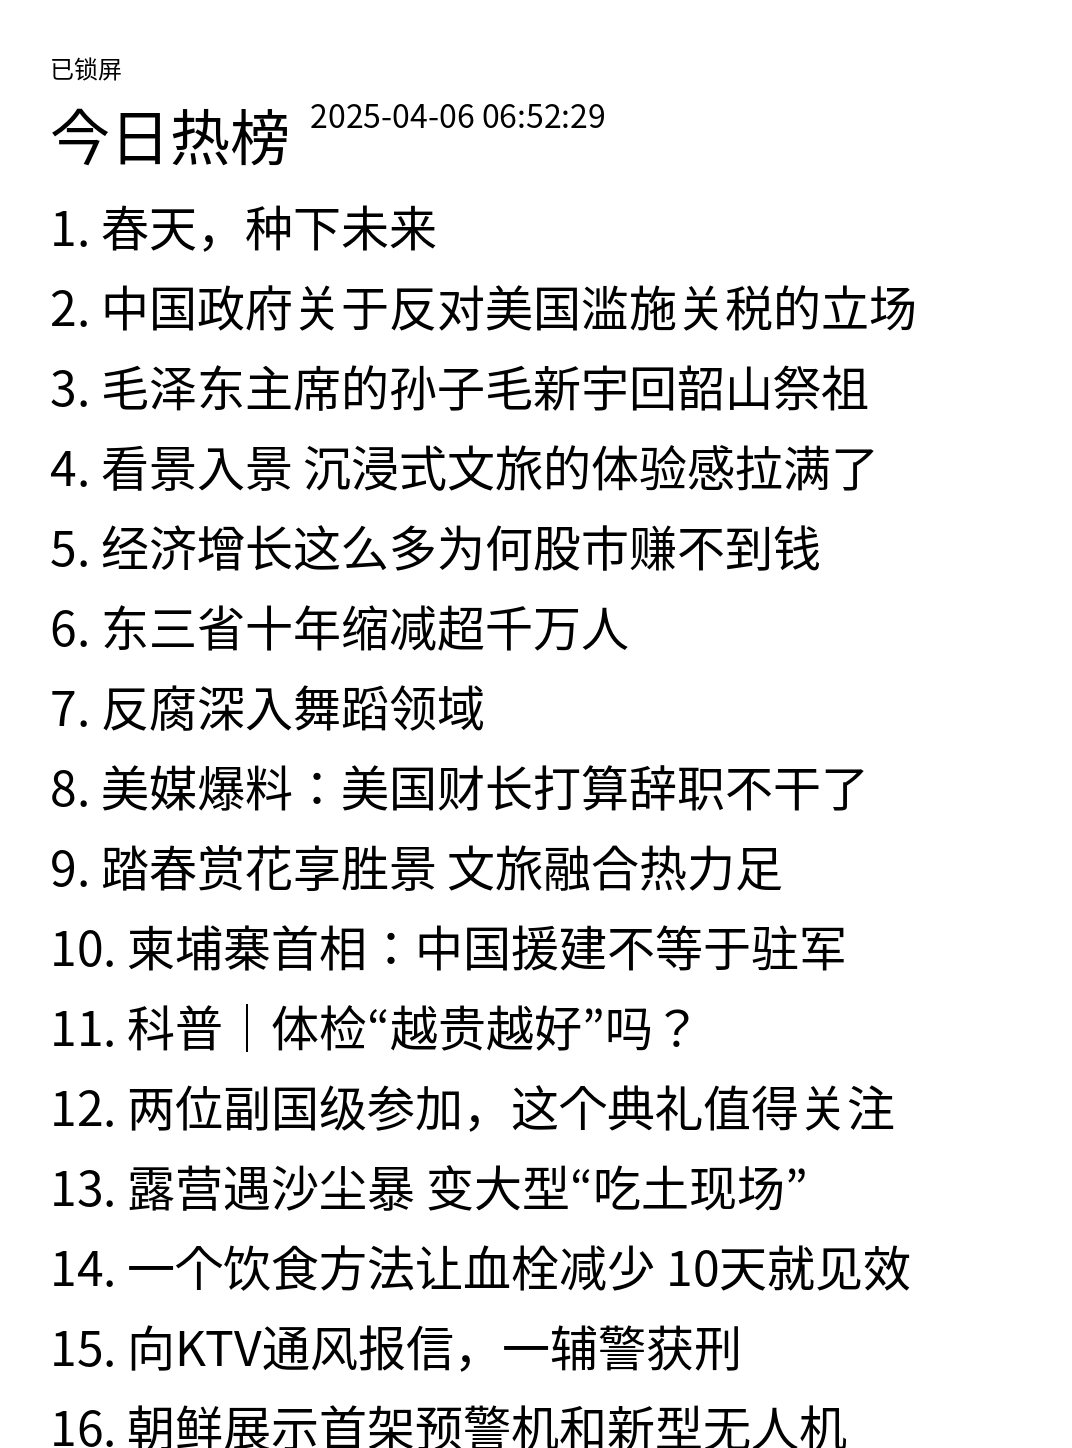 已锁屏
今日热榜 2025-04-06 06:52:29
1. 春天，种下未来
2. 中国政府关于反对美国滥施关税的立场
3. 毛泽东主席的孙子毛新宇回韶山祭祖
4. 看景入景 沉浸式文旅的体验感拉满了
5. 经济增长这么多为何股市赚不到钱
6. 东三省十年缩减超千万人
7. 反腐深入舞蹈领域
8. 美媒爆料：美国财长打算辞职不干了
9. 踏春赏花享胜景 文旅融合热力足
10. 柬埔寨首相：中国援建不等于驻军
11. 科普｜体检“越贵越好”吗？
12. 两位副国级参加，这个典礼值得关注
13. 露营遇沙尘暴 变大型“吃土现场”
14. 一个饮食方法让血栓减少 10天就见效
15. 向KTV通风报信，一辅警获刑
16. 朝鲜展示首架预警机和新型无人机